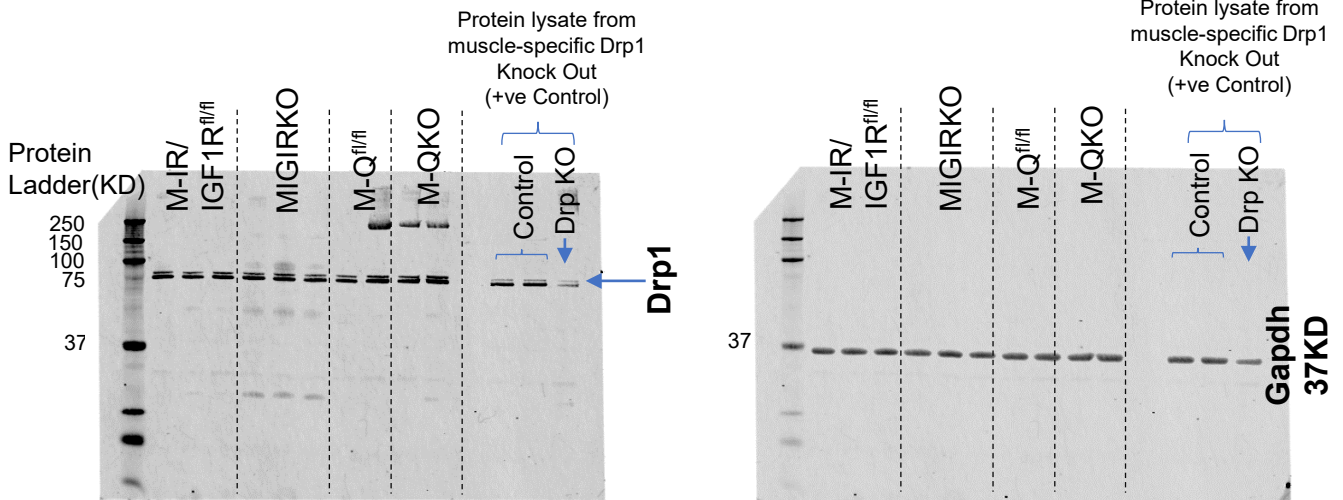 Protein lysate from
muscle-specific Drp1
Knock Out
(+ve Control)
Protein
Ladder(KD)
M-IR/
IGF1Rfl/fl
MIGIRKO
M-Qfl/fl
M-QKO
Control
Drp KO
250
150
100
75
37
Drp1
Protein lysate from
muscle-specific Drp1
Knock Out
(+ve Control)
M-IR/
IGF1Rfl/fl
MIGIRKO
M-Qfl/fl
M-QKO
Control
Drp KO
37
Gapdh
37KD